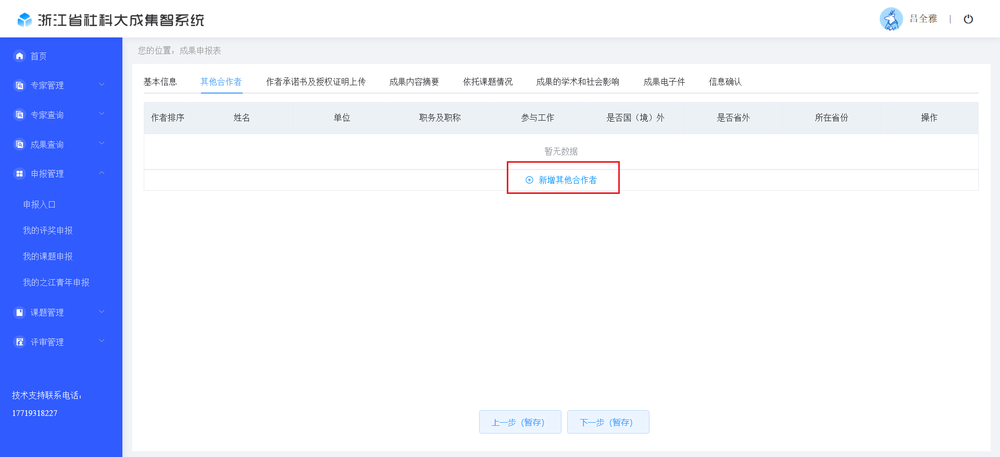 浙江省社科大成集智系统
吕全雅
首页
专家管理
专家查询
成果查询
申报管理
申报入口
我的评奖申报
我的课题申报
我的之江青年申报
课题管理
评审管理
技术支持联系电话：
17719318227
您的位置：成果申报表
基本信息 其他合作者 作者承诺书及授权证明上传 成果内容摘要 依托课题情况 成果的学术和社会影响 成果电子件 信息确认
作者排序 姓名 单位 职务及职称 参与工作 是否国（境）外 是否省外 所在省份 操作
暂无数据
新增其他合作者
上一步（暂存） 下一步（暂存）